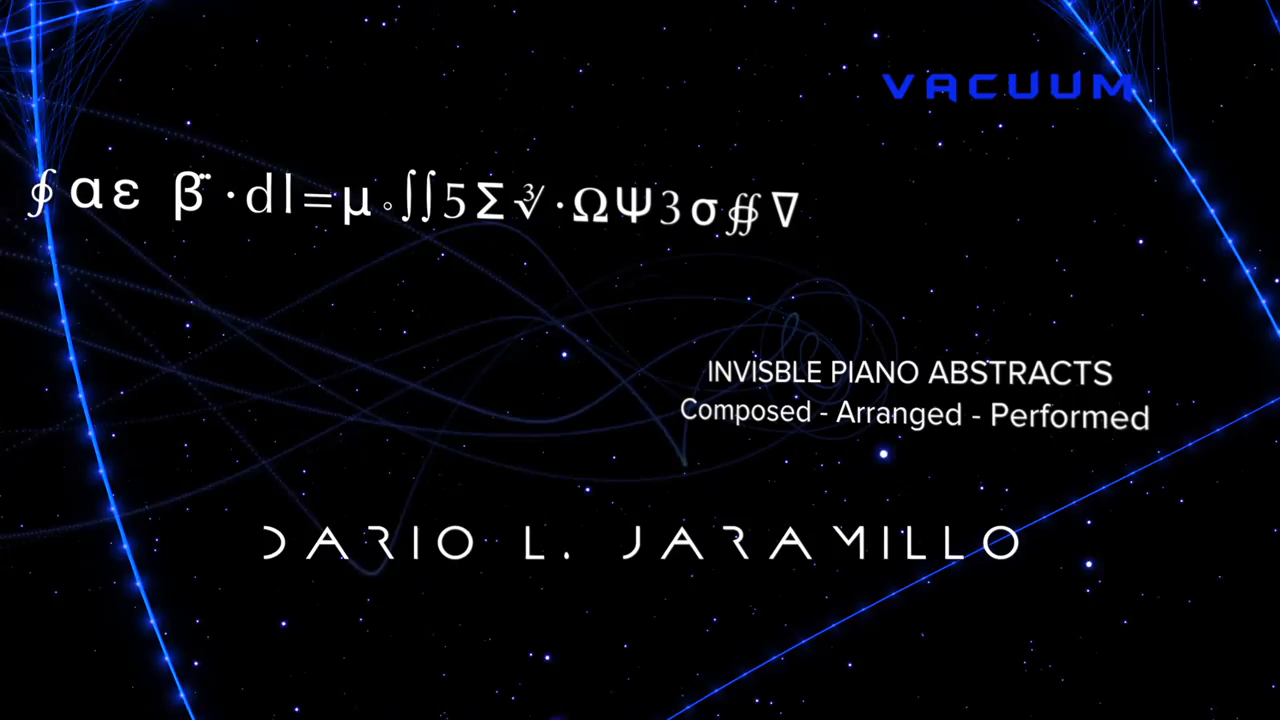 VACUUM
∮ αε β̈ · dl=μ∘∬5Σ∛·ΩΨ3σ∯∇
INVISBLE PIANO ABSTRACTS
Composed - Arranged - Performed
DARIO L. JARAMILLO